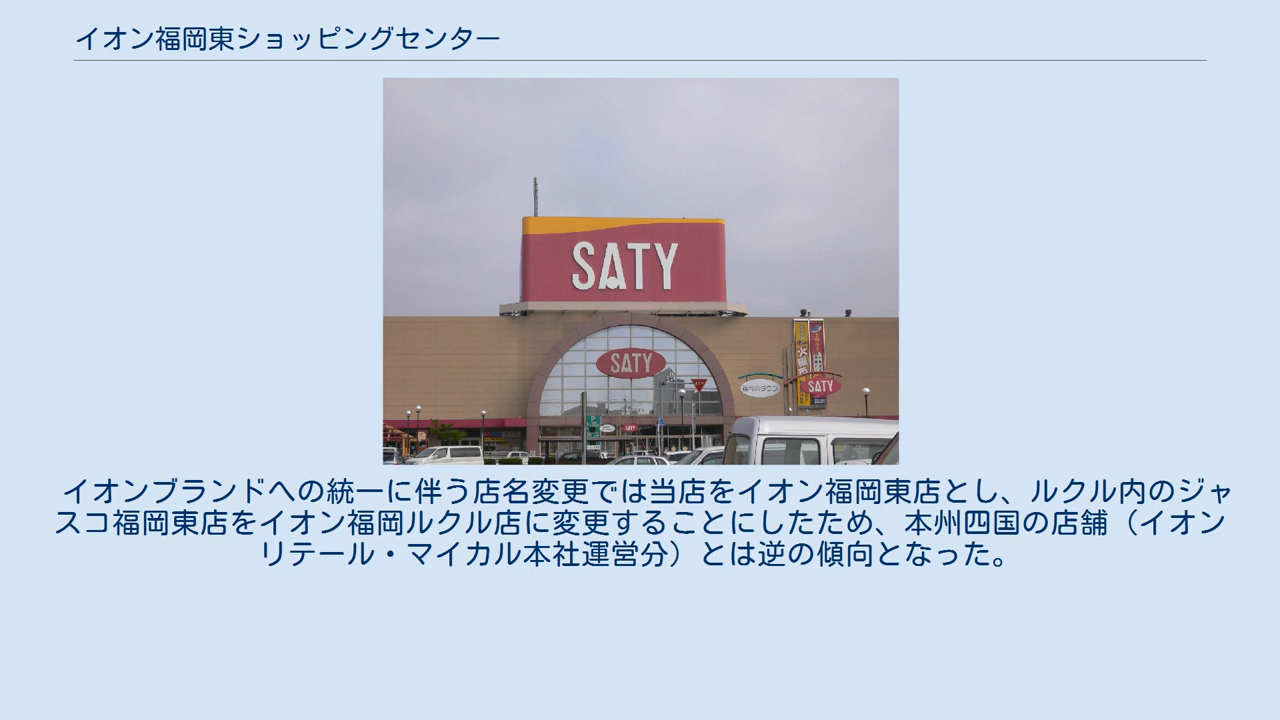 イオン福岡東ショッピングセンター
SATY
SATY
SATY
イオンブランドへの統一に伴う店名変更では当店をイオン福岡東店とし、ルクル内のジャ
スコ福岡東店をイオン福岡ルクル店に変更することにしたため、本州四国の店舗（イオン
リテール・マイカル本社運営分）とは逆の傾向となった。